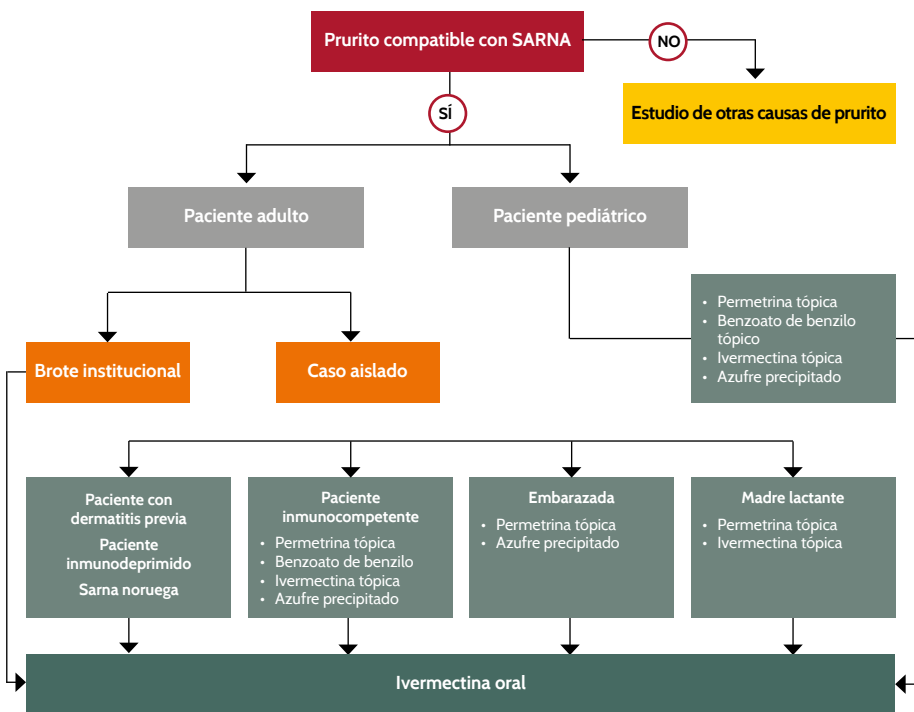 Prurito compatible con SARNA
NO
Estudio de otras causas de prurito
SÍ
Paciente adulto
Paciente pediátrico
• Permetrina tópica
• Benzoato de benzilo
tópico
• Ivermectina tópica
• Azufre precipitado
Brote institucional
Caso aislado
Paciente con
dermatitis previa
Paciente
inmunodeprimido
Sarna noruega
Paciente
inmunocompetente
• Permetrina tópica
• Benzoato de benzilo
• Ivermectina tópica
• Azufre precipitado
Embarazada
• Permetrina tópica
• Azufre precipitado
Madre lactante
• Permetrina tópica
• Ivermectina tópica
Ivermectina oral